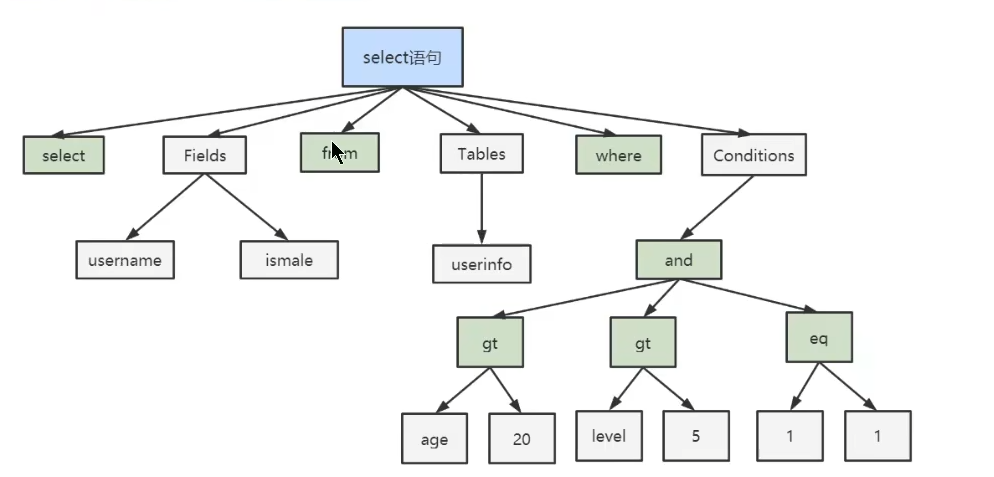 select语句
select
Fields
from
Tables
where
Conditions
username
ismale
userinfo
and
gt
gt
eq
age
20
level
5
1
1